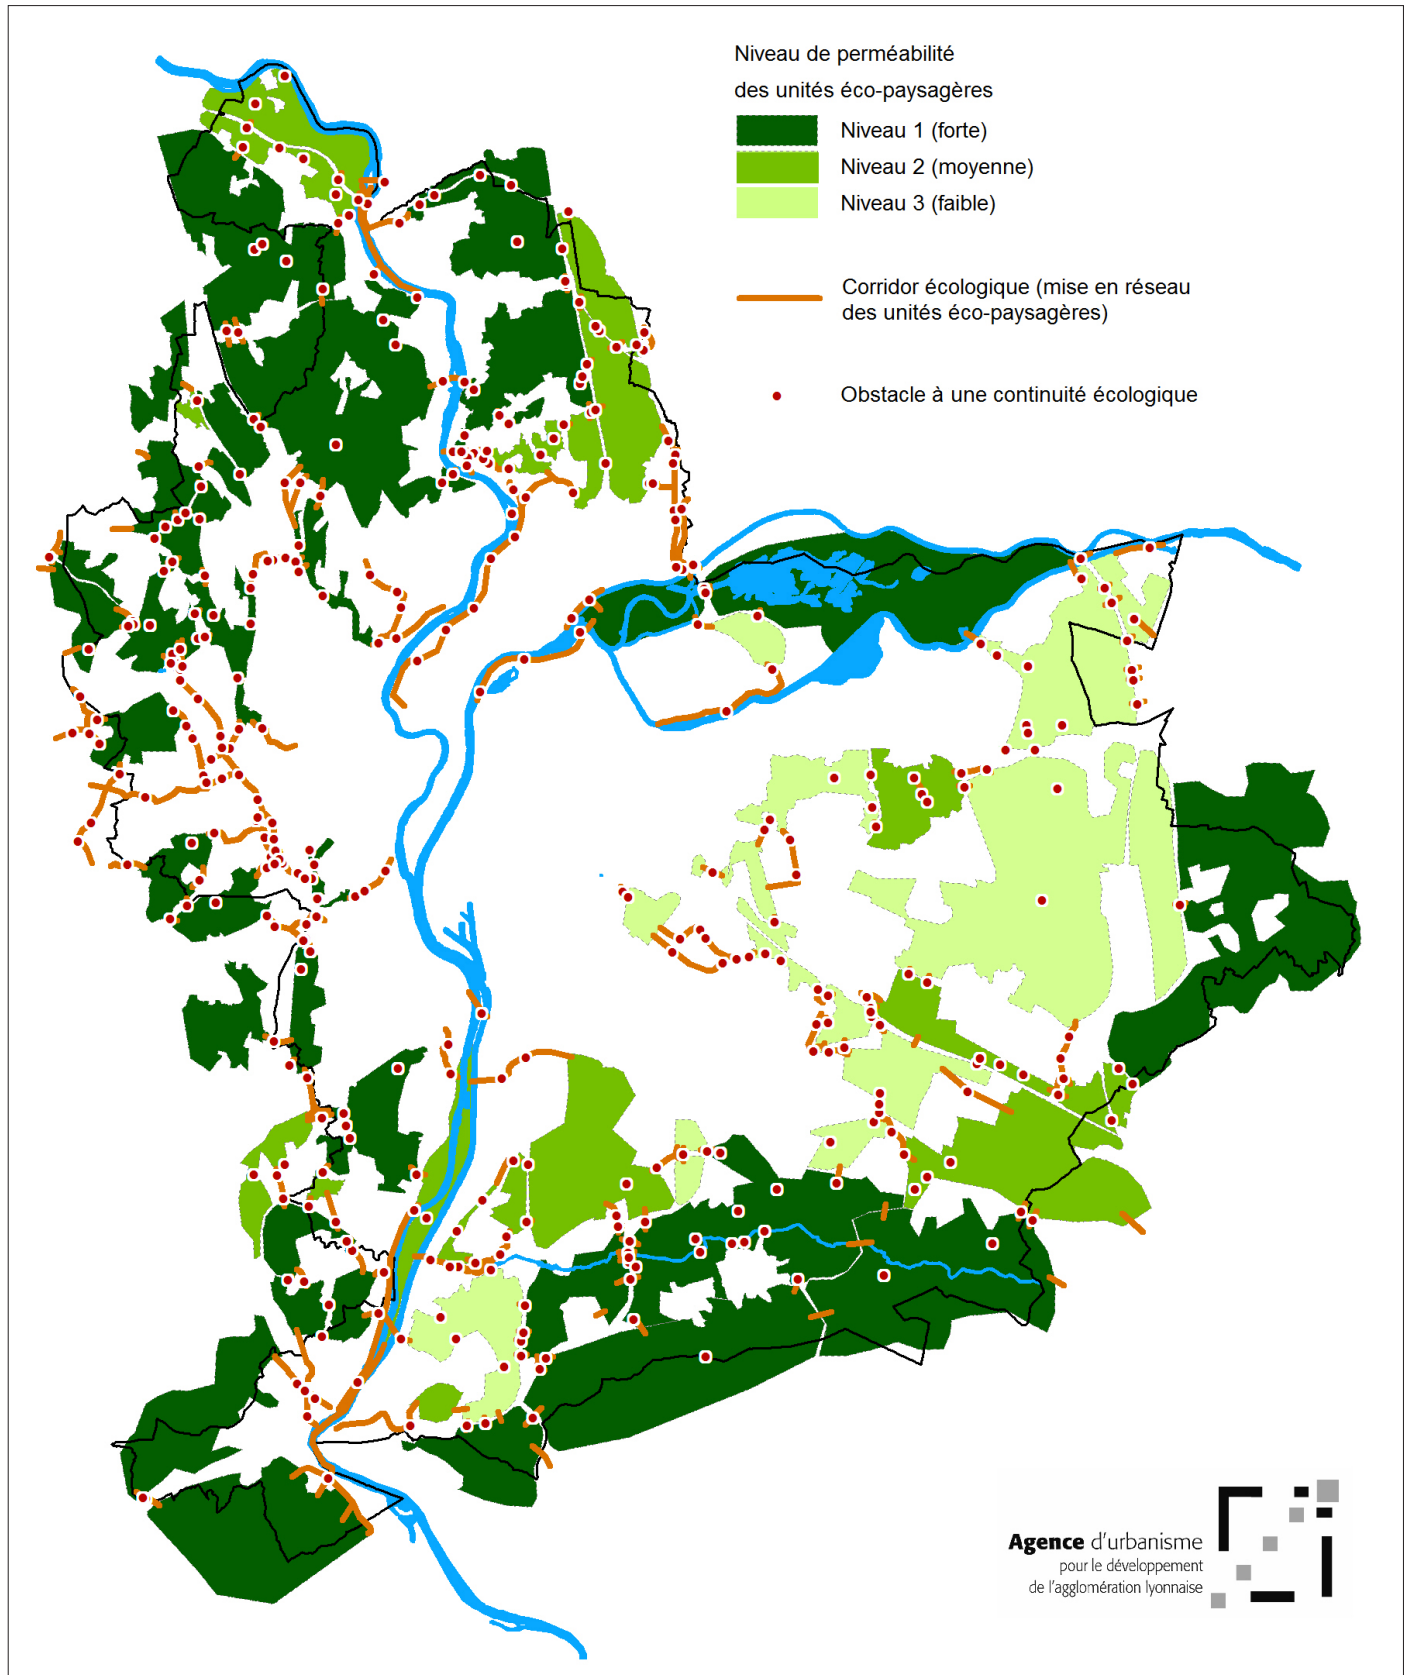 Niveau de perméabilité
des unités éco-paysagères
Niveau 1 (forte)
Niveau 2 (moyenne)
Niveau 3 (faible)
Corridor écologique (mise en réseau
des unités éco-paysagères)
Obstacle à une continuité écologique
Agence d'urbanisme
pour le développement
de l'agglomération lyonnaise